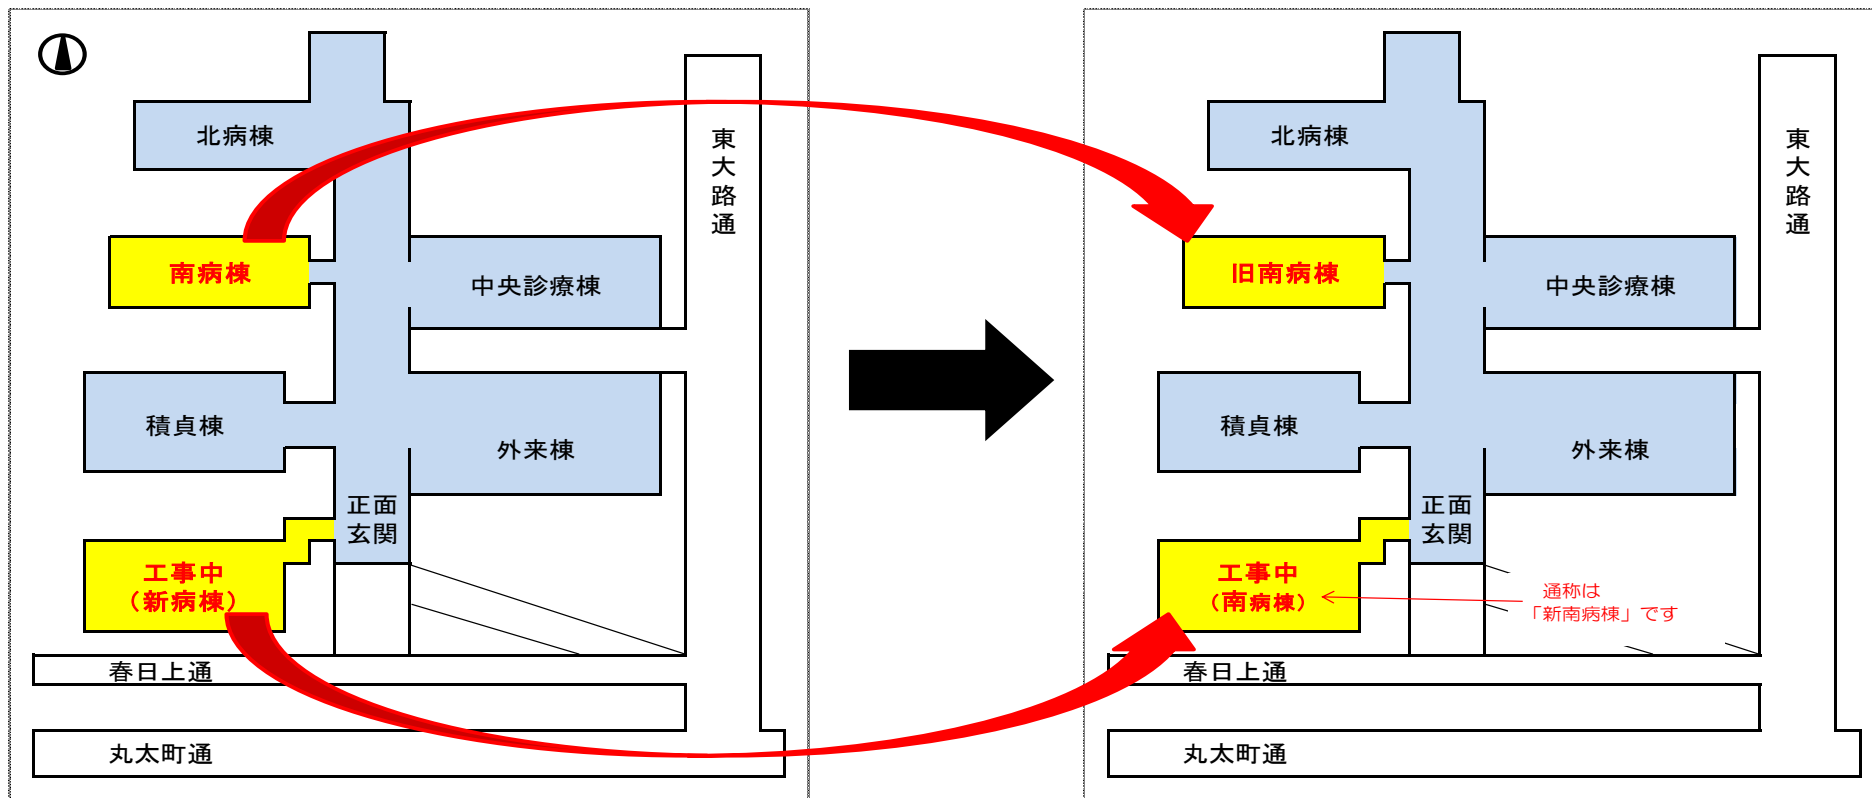 北病棟
東大路通
南病棟
中央診療棟
積貞棟
外来棟
正面
玄関
工事中
（新病棟）
春日上通
丸太町通
北病棟
東大路通
旧南病棟
中央診療棟
積貞棟
外来棟
正面
玄関
工事中
（南病棟）
通称は
「新南病棟」です
春日上通
丸太町通